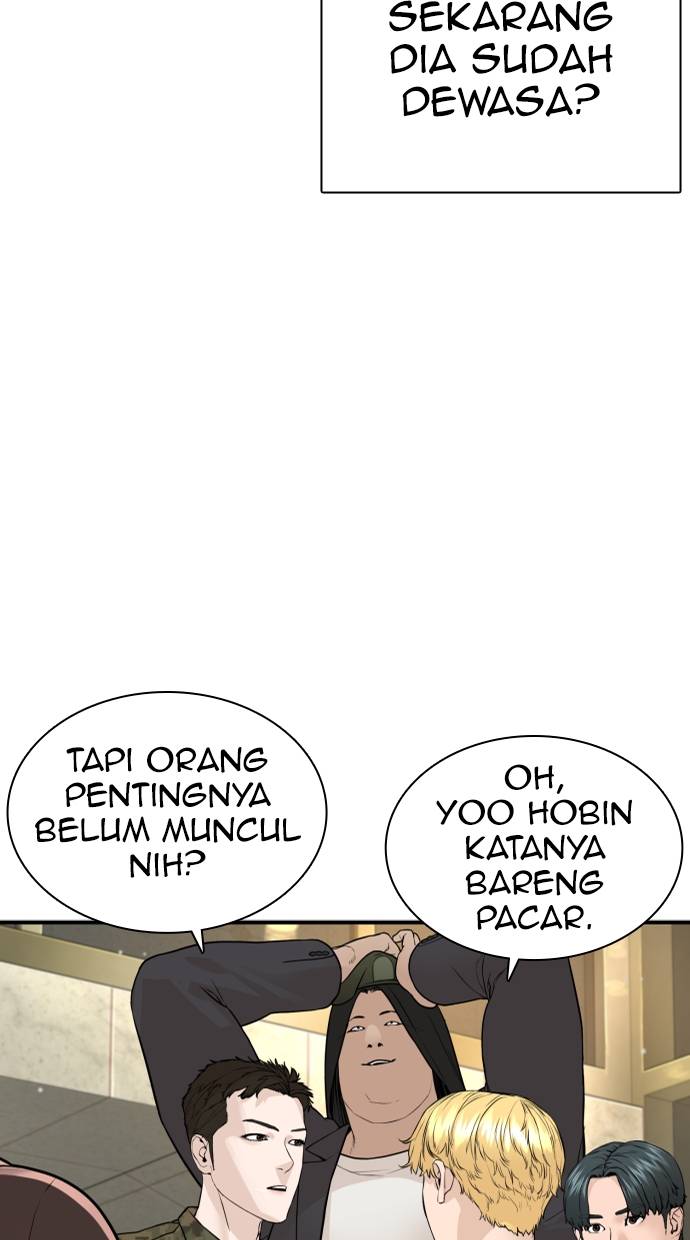 SEKARANG
DIA SUDAH
DEWASA?
TAPI ORANG
PENTINGNYA
BELUM MUNCUL
NIH?
OH,
YOO HOBIN
KATANYA
BARENG
PACAR.